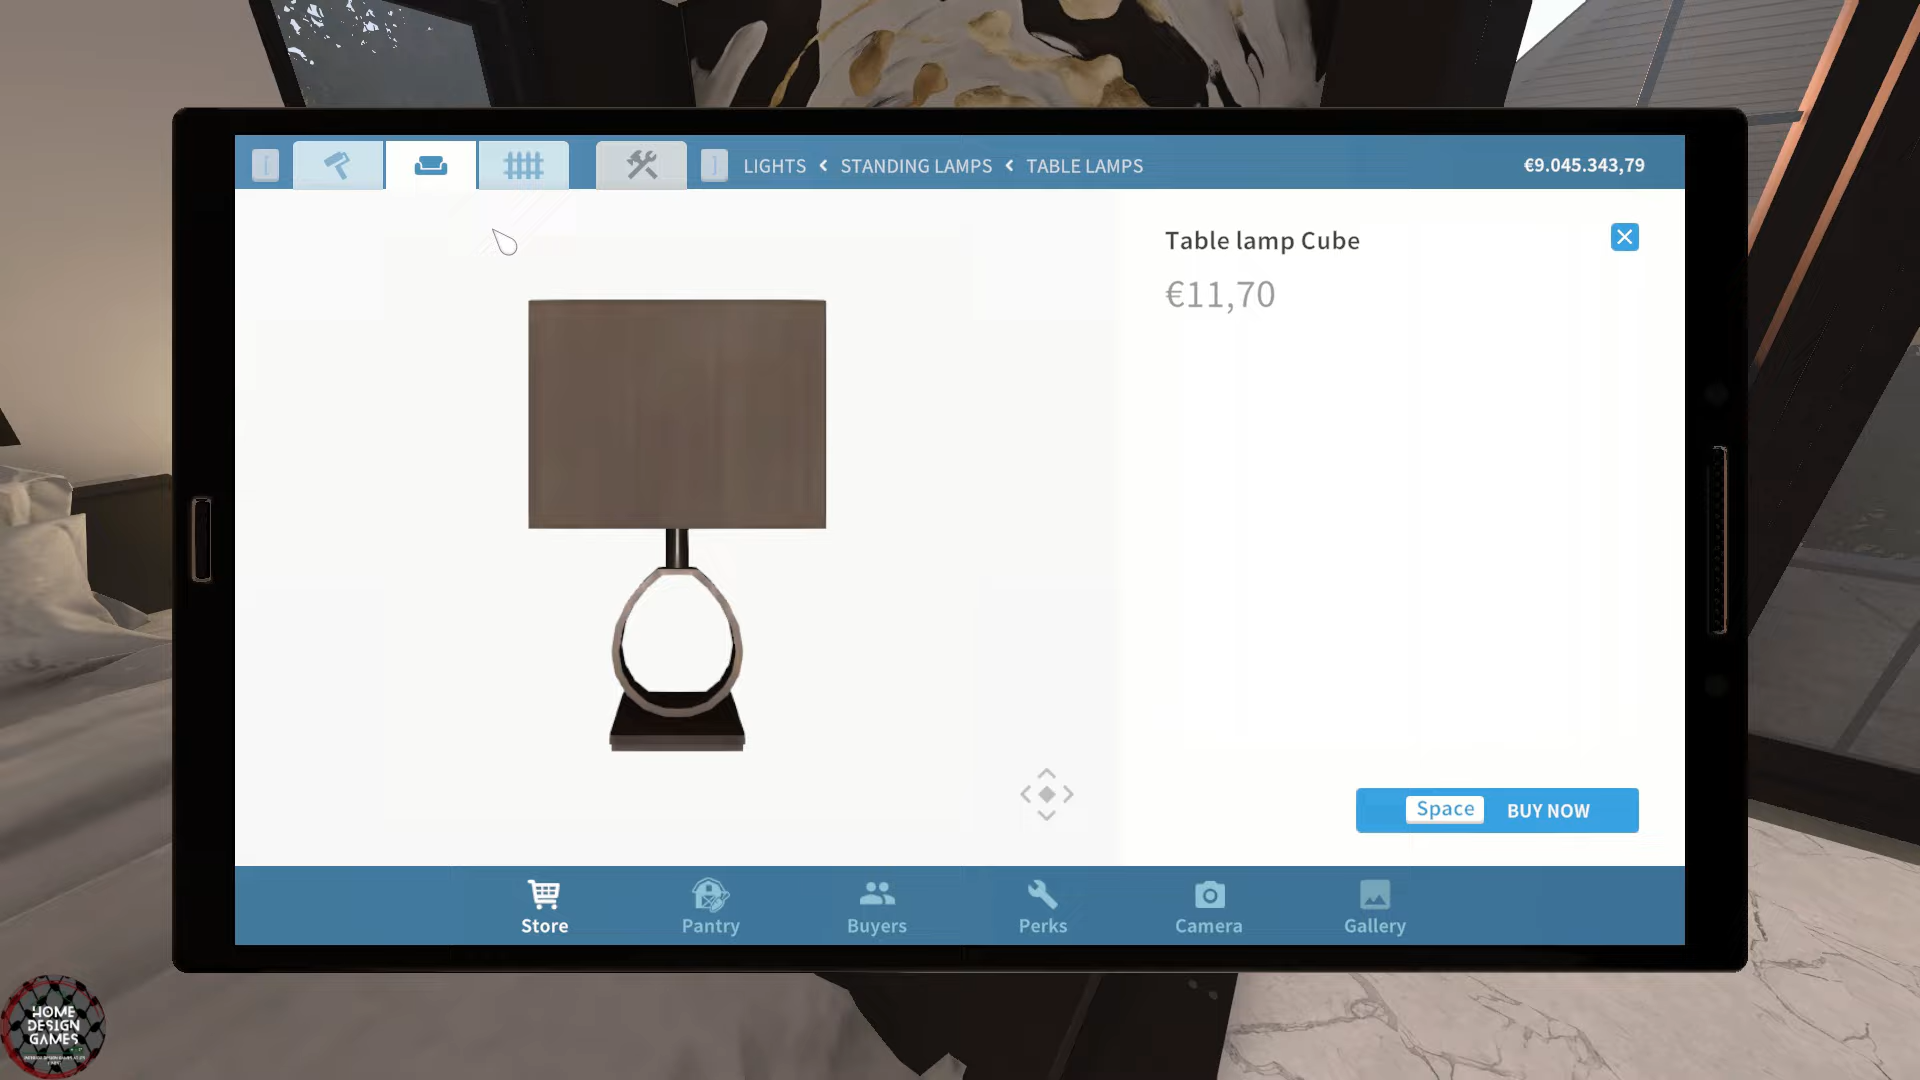 [ ] LIGHTS < STANDING LAMPS < TABLE LAMPS €9.045.343,79
Table lamp Cube
€11,70
Space BUY NOW
Store Pantry Buyers Perks Camera Gallery
HOME
DESIGN
GAMES